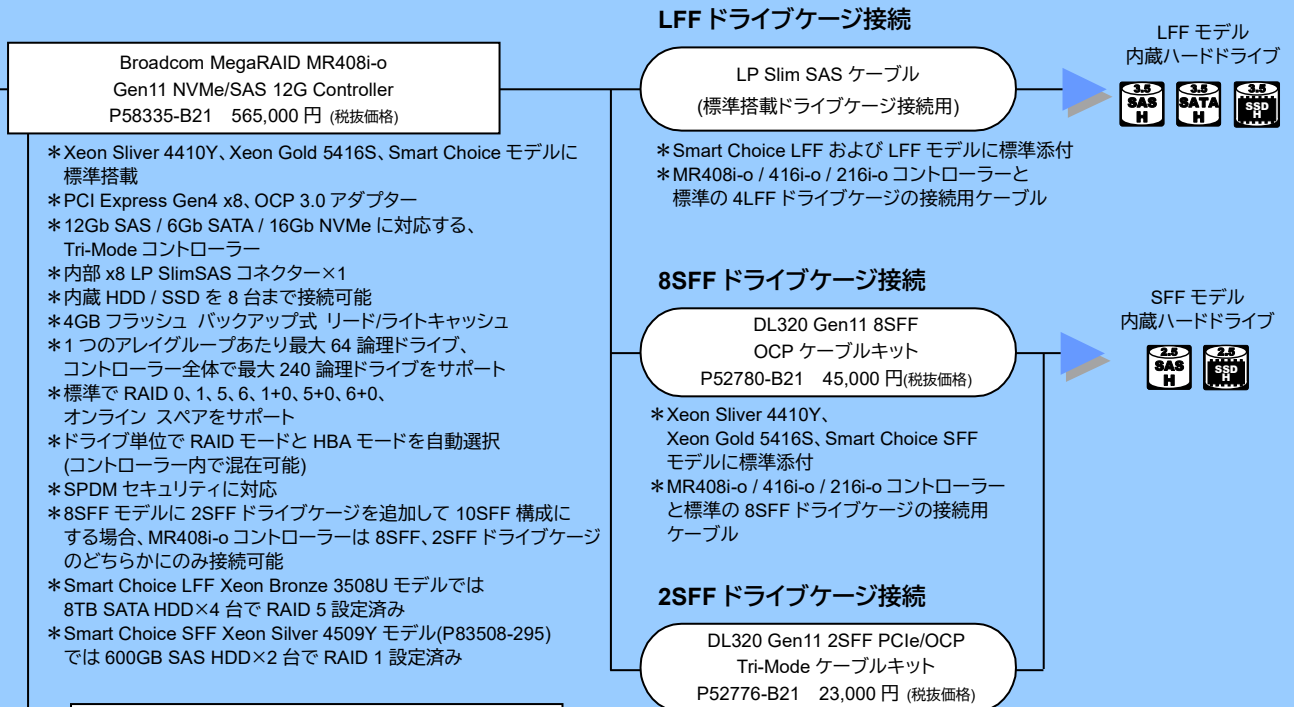 Broadcom MegaRAID MR408i-o
Gen11 NVMe/SAS 12G Controller
P58335-B21 565,000 円 (税抜価格)
＊Xeon Sliver 4410Y、Xeon Gold 5416S、Smart Choice モデルに
標準搭載
＊PCI Express Gen4 x8、OCP 3.0 アダプター
＊12Gb SAS / 6Gb SATA / 16Gb NVMe に対応する、
Tri-Mode コントローラー
＊内部 x8 LP SlimSAS コネクター×1
＊内蔵 HDD / SSD を 8 台まで接続可能
＊4GB フラッシュ バックアップ式 リード/ライトキャッシュ
＊1 つのアレイグループあたり最大 64 論理ドライブ、
コントローラー全体で最大 240 論理ドライブをサポート
＊標準で RAID 0、1、5、6、1+0、5+0、6+0、
オンライン スペアをサポート
＊ドライブ単位で RAID モードと HBA モードを自動選択
(コントローラー内で混在可能)
＊SPDM セキュリティに対応
＊8SFF モデルに 2SFF ドライブケージを追加して 10SFF 構成に
する場合、MR408i-o コントローラーは 8SFF、2SFF ドライブケージ
のどちらかにのみ接続可能
＊Smart Choice LFF Xeon Bronze 3508U モデルでは
8TB SATA HDD×4 台で RAID 5 設定済み
＊Smart Choice SFF Xeon Silver 4509Y モデル(P83508-295)
では 600GB SAS HDD×2 台で RAID 1 設定済み
LFF ドライブケージ接続
LP Slim SAS ケーブル
(標準搭載ドライブケージ接続用)
＊Smart Choice LFF および LFF モデルに標準添付
＊MR408i-o / 416i-o / 216i-o コントローラーと
標準の 4LFF ドライブケージの接続用ケーブル
LFF モデル
内蔵ハードドライブ
3.5 SAS H
3.5 SATA H
3.5 SSD H
8SFF ドライブケージ接続
DL320 Gen11 8SFF
OCP ケーブルキット
P52780-B21 45,000 円(税抜価格)
＊Xeon Sliver 4410Y、
Xeon Gold 5416S、Smart Choice SFF
モデルに標準添付
＊MR408i-o / 416i-o / 216i-o コントローラー
と標準の 8SFF ドライブケージの接続用
ケーブル
SFF モデル
内蔵ハードドライブ
2.5 SAS H
2.5 SSD H
2SFF ドライブケージ接続
DL320 Gen11 2SFF PCIe/OCP
Tri-Mode ケーブルキット
P52776-B21 23,000 円 (税抜価格)